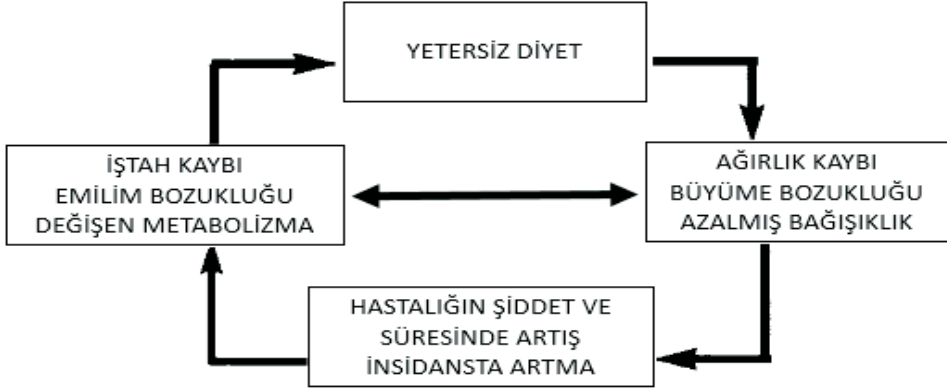 YETERSİZ DİYET
İŞTAH KAYBI
EMİLİM BOZUKLUĞU
DEĞİŞEN METABOLİZMA
AĞIRLIK KAYBI
BÜYÜME BOZUKLUĞU
AZALMIŞ BAĞIŞIKLIK
HASTALIĞIN ŞİDDET VE
SÜRESİNDE ARTIŞ
İNSİDANSTA ARTMA